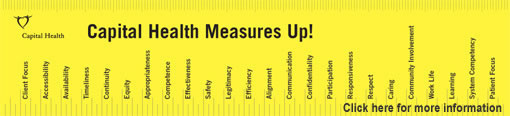 Capital Health
Capital Health Measures Up!
Client Focus
Accessibility
Availability
Timeliness
Continuity
Equity
Appropriateness
Competence
Effectiveness
Safety
Legitimacy
Efficiency
Alignment
Communication
Confidentiality
Participation
Responsiveness
Respect
Caring
Community Involvement
Work Life
Learning
System Competency
Patient Focus
Click here for more information